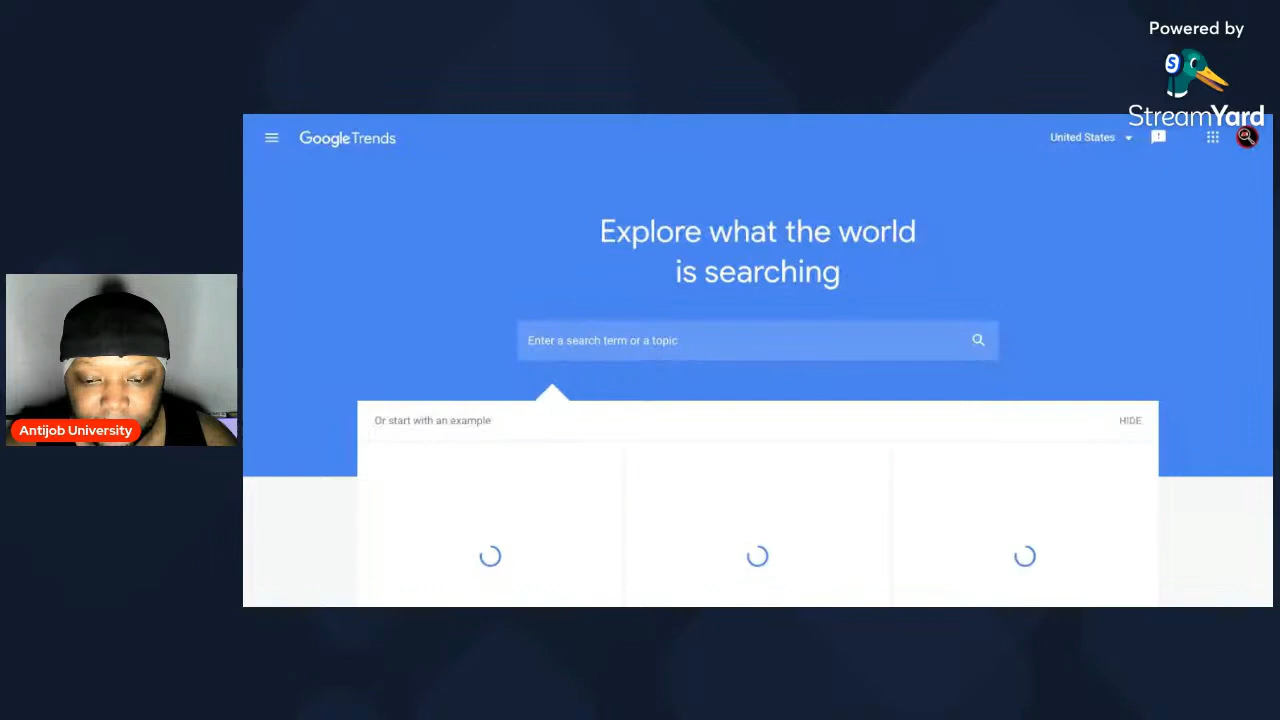 Powered by
StreamYard
Google Trends
United States
Explore what the world
is searching
Enter a search term or a topic
Or start with an example
HIDE
Antijob University